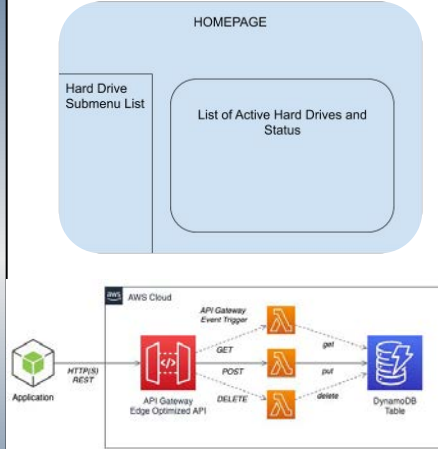 HOMEPAGE
Hard Drive
Submenu List
List of Active Hard Drives and
Status
aws
AWS Cloud
API Gateway
Event Trigger
GET
get
HTTP(S)
REST
POST
put
DELETE
delete
Application
API Gateway
Edge Optimized API
DynamoDB
Table